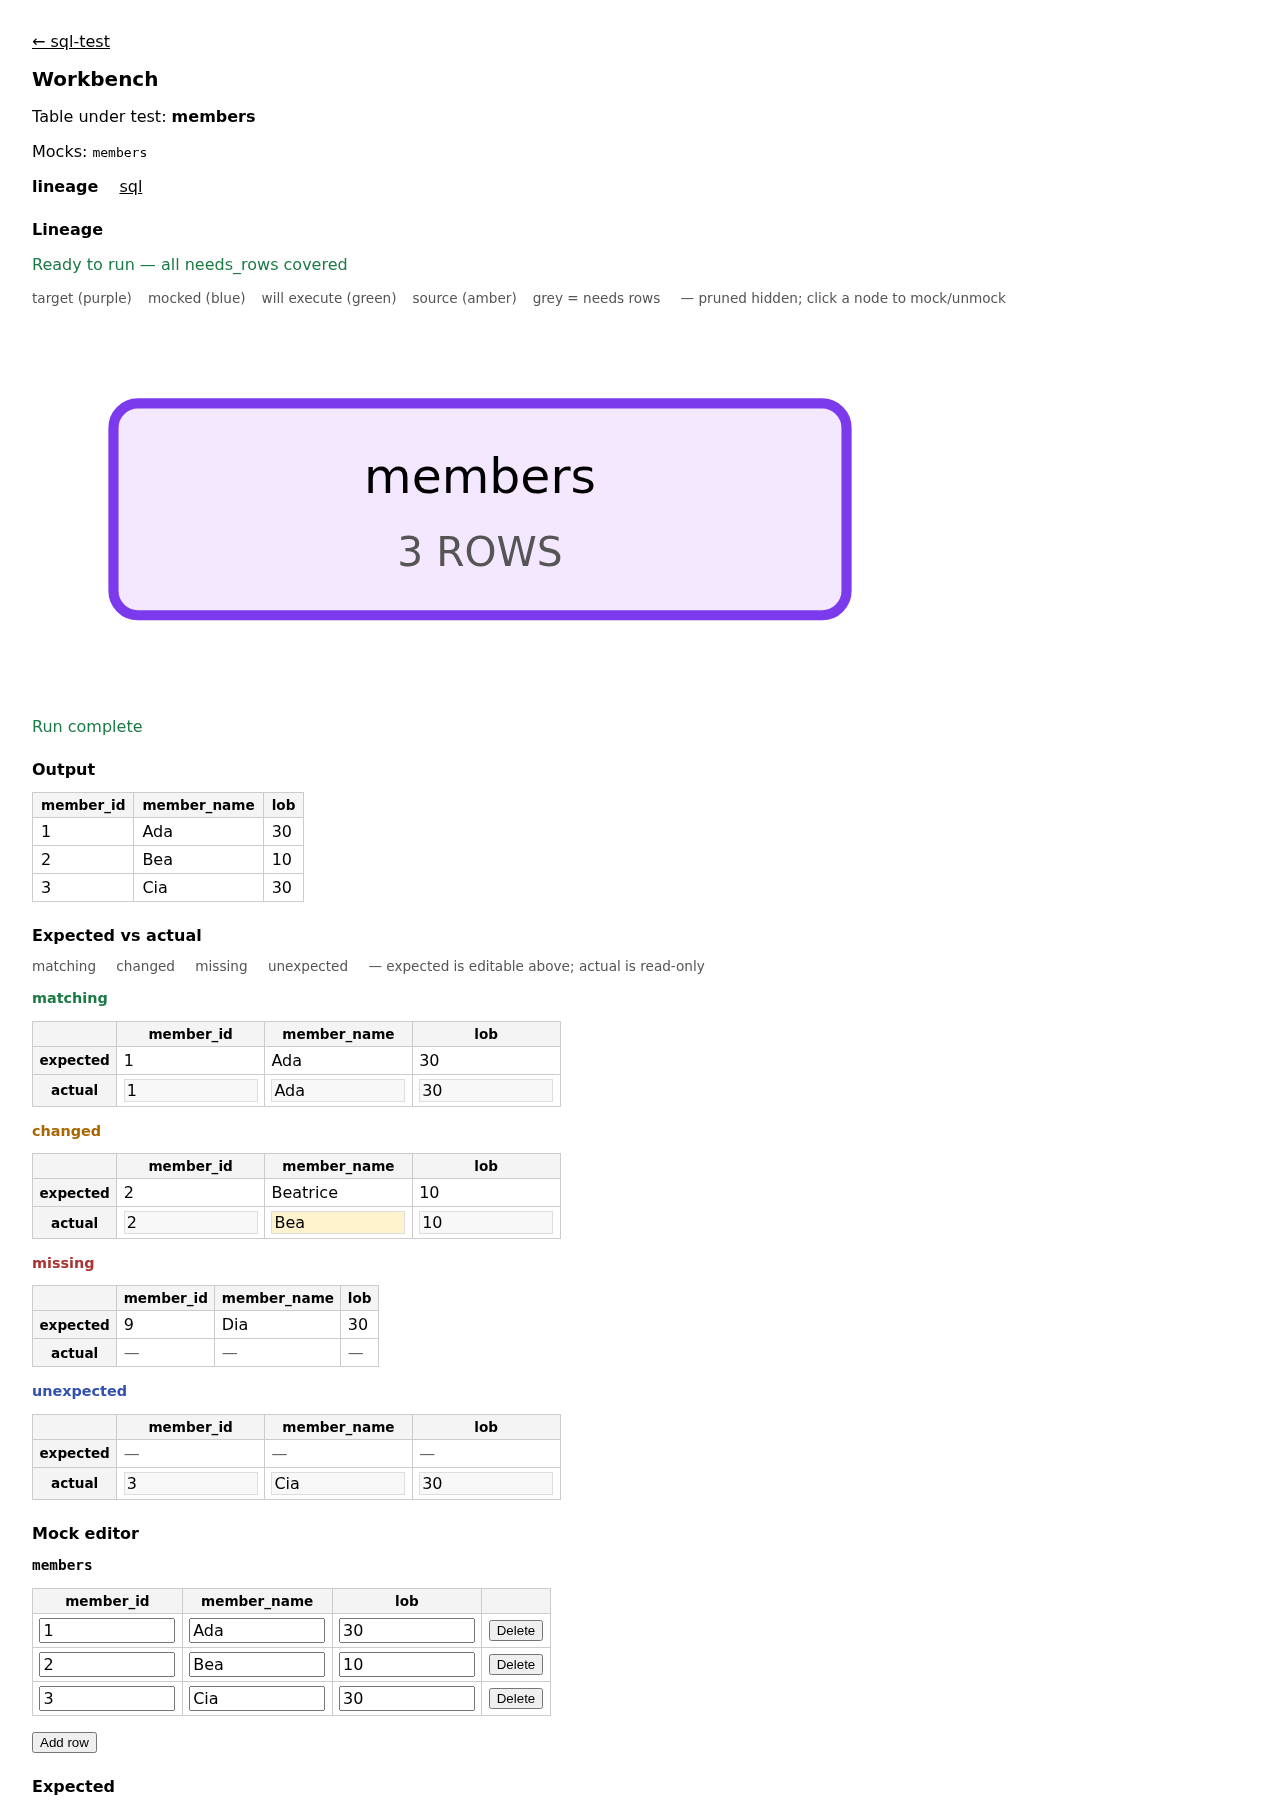 ← sql-test
Workbench
Table under test: members
Mocks: members
lineage sql
Lineage
Ready to run — all needs_rows covered
target (purple) mocked (blue) will execute (green) source (amber) grey = needs rows — pruned hidden; click a node to mock/unmock
members
3 ROWS
Run complete
Output
member_id member_name lob
1 Ada 30
2 Bea 10
3 Cia 30
Expected vs actual
matching changed missing unexpected — expected is editable above; actual is read-only
matching
member_id member_name lob
expected 1 Ada 30
actual 1 Ada 30
changed
member_id member_name lob
expected 2 Beatrice 10
actual 2 Bea 10
missing
member_id member_name lob
expected 9 Dia 30
actual — — —
unexpected
member_id member_name lob
expected — — —
actual 3 Cia 30
Mock editor
members
member_id member_name lob
1 Ada 30 Delete
2 Bea 10 Delete
3 Cia 30 Delete
Add row
Expected